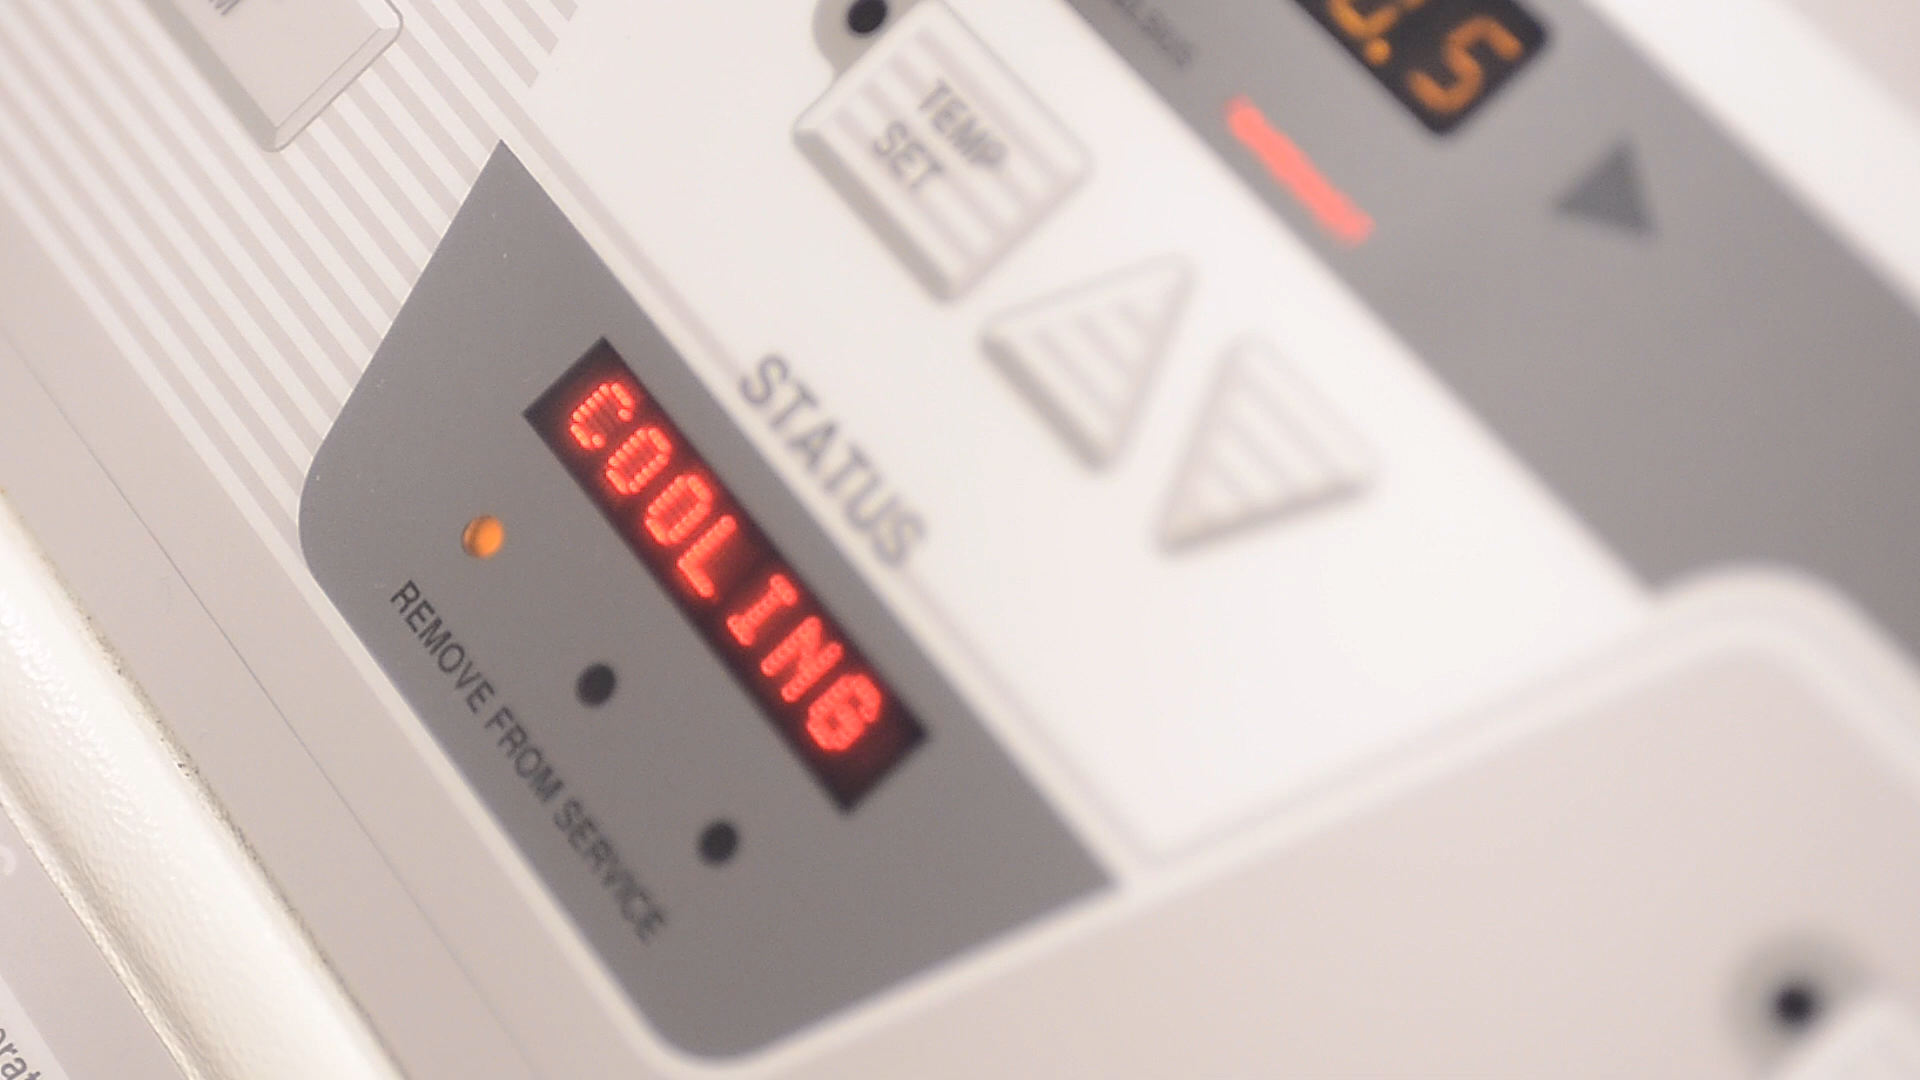 TEMP
SET
STATUS
COOLING
REMOVE FROM SERVICE